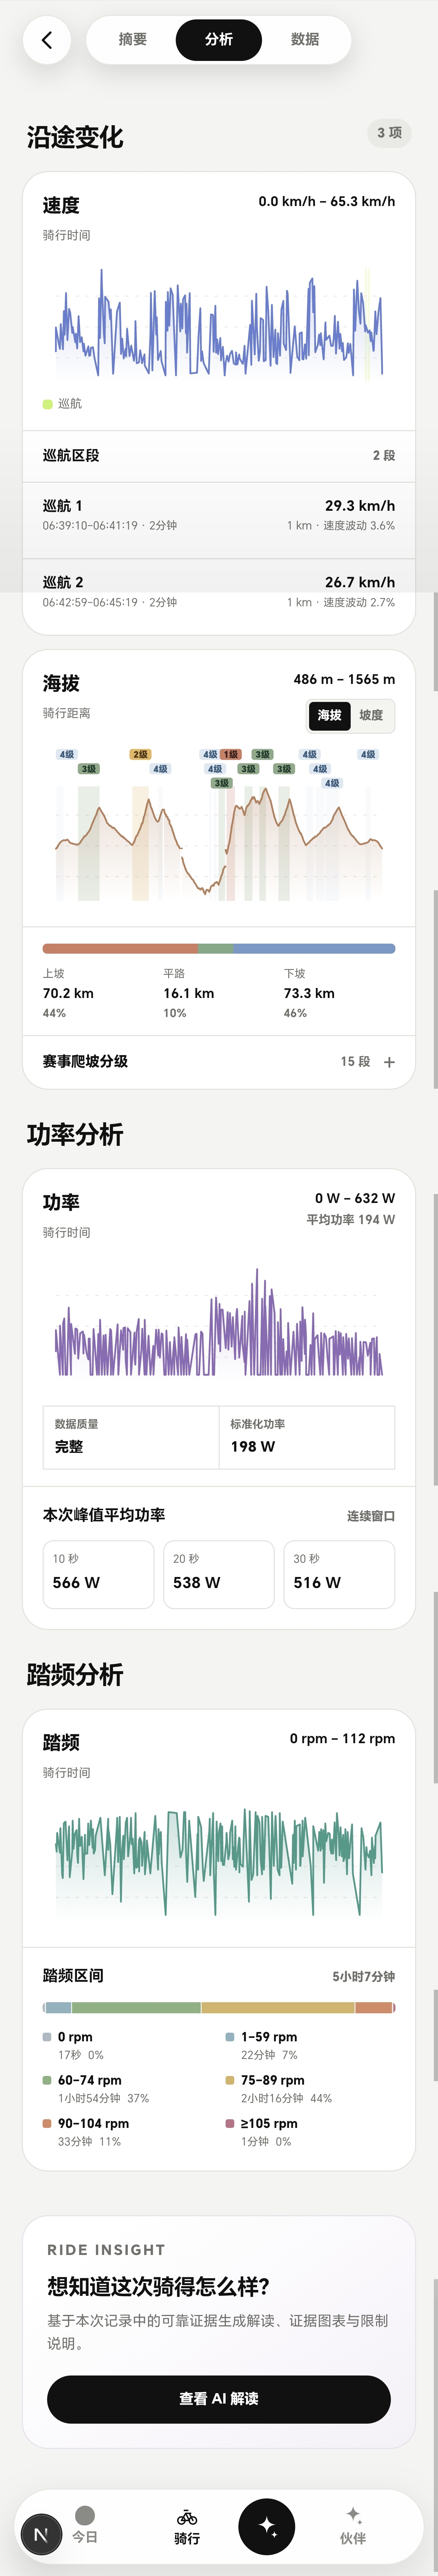 摘要 分析 数据
沿途变化 3 项
速度 0.0 km/h – 65.3 km/h
骑行时间
巡航
巡航区段 2 段
巡航 1 29.3 km/h
06:39:10–06:41:19 · 2分钟 1 km · 速度波动 3.6%
巡航 2 26.7 km/h
06:42:59–06:45:19 · 2分钟 1 km · 速度波动 2.7%
海拔 486 m – 1565 m
骑行距离
海拔 坡度
4级 2级 4级 1级 3级 4级 4级
3级 4级 4级 3级 3级 4级
3级 4级
上坡 平路 下坡
70.2 km 16.1 km 73.3 km
44% 10% 46%
赛事爬坡分级 15 段 +
功率分析
功率 0 W – 632 W
骑行时间 平均功率 194 W
数据质量 标准化功率
完整 198 W
本次峰值平均功率 连续窗口
10 秒 20 秒 30 秒
566 W 538 W 516 W
踏频分析
踏频 0 rpm – 112 rpm
骑行时间
踏频区间 5小时7分钟
0 rpm 1–59 rpm
17秒 0% 22分钟 7%
60–74 rpm 75–89 rpm
1小时54分钟 37% 2小时16分钟 44%
90–104 rpm ≥105 rpm
33分钟 11% 1分钟 0%
RIDE INSIGHT
想知道这次骑得怎么样？
基于本次记录中的可靠证据生成解读、证据图表与限制
说明。
查看 AI 解读
N 今日 骑行 伙伴